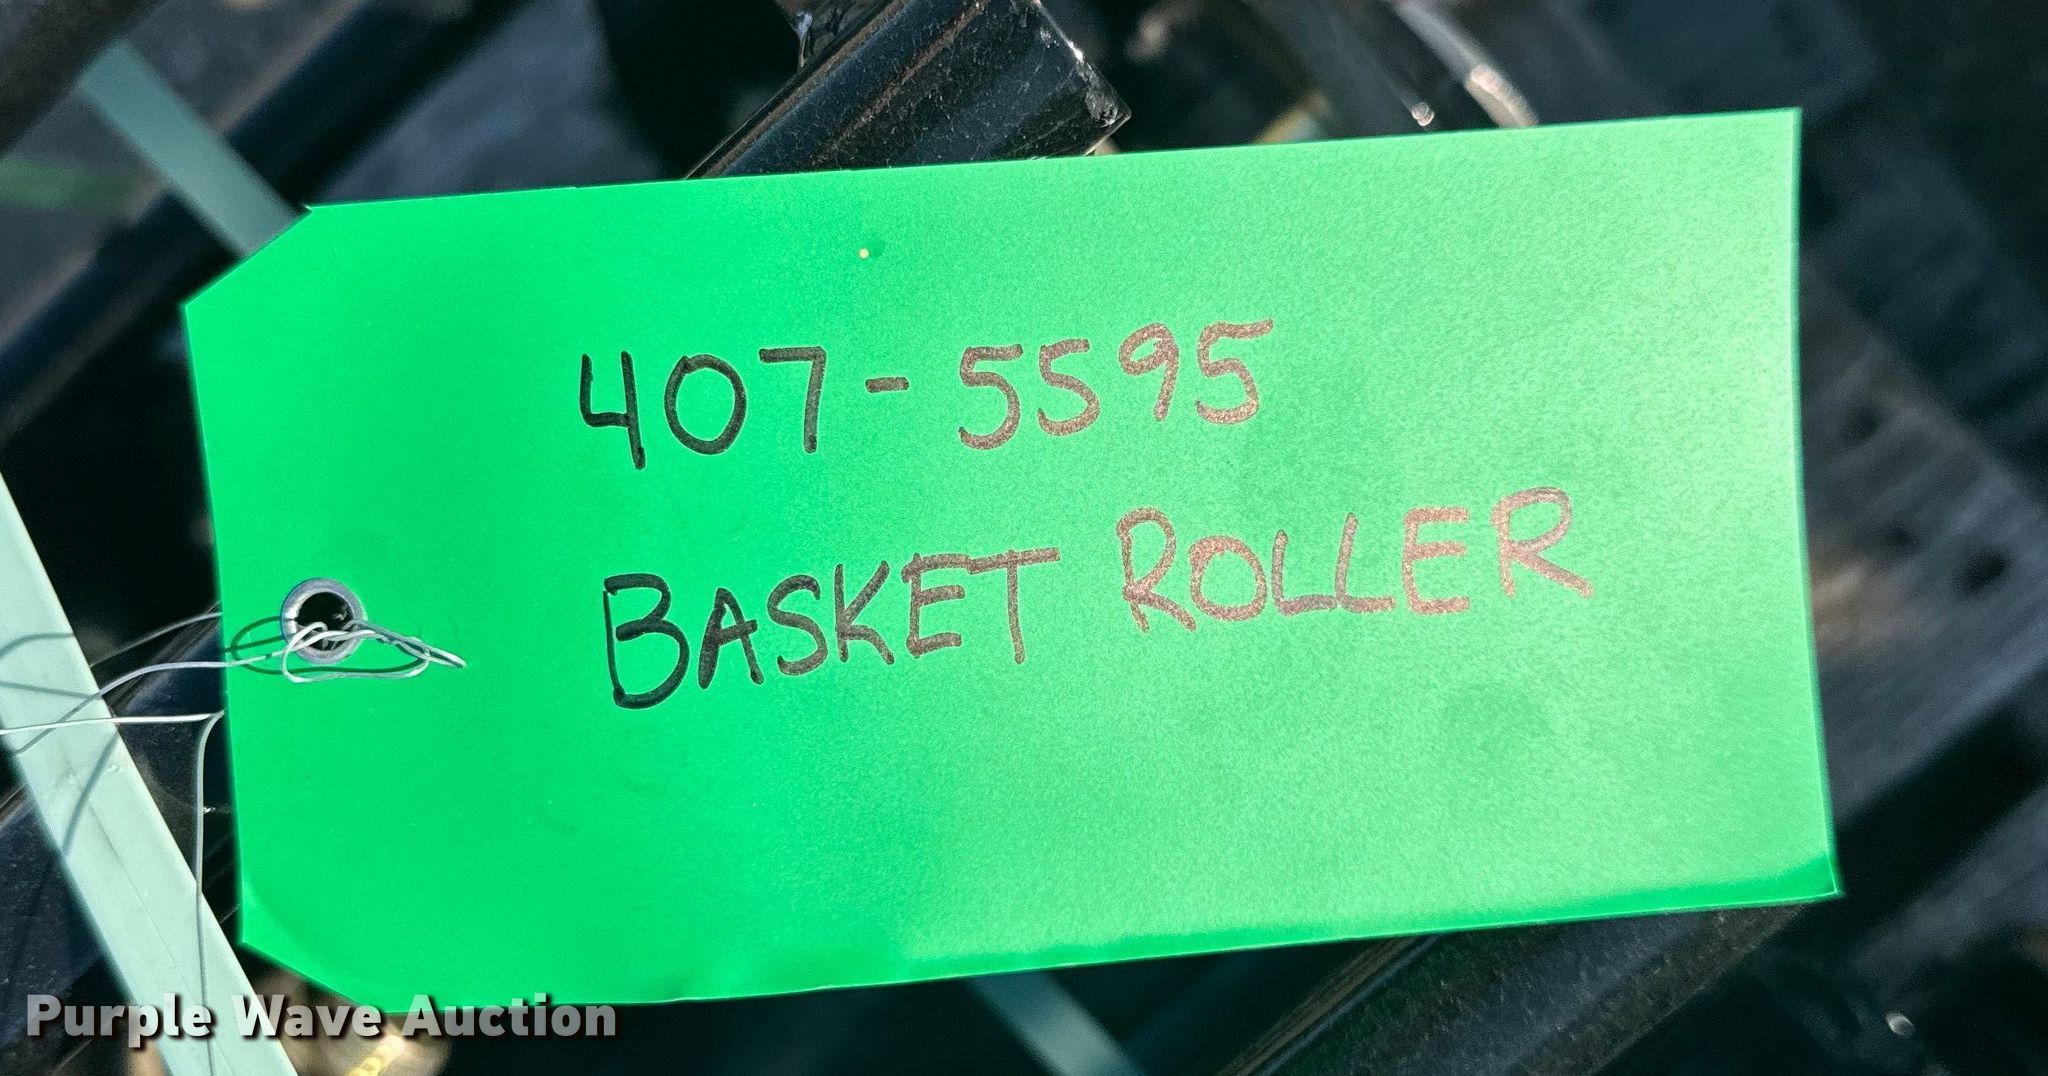 407-5595
BASKET ROLLER
Purple Wave Auction